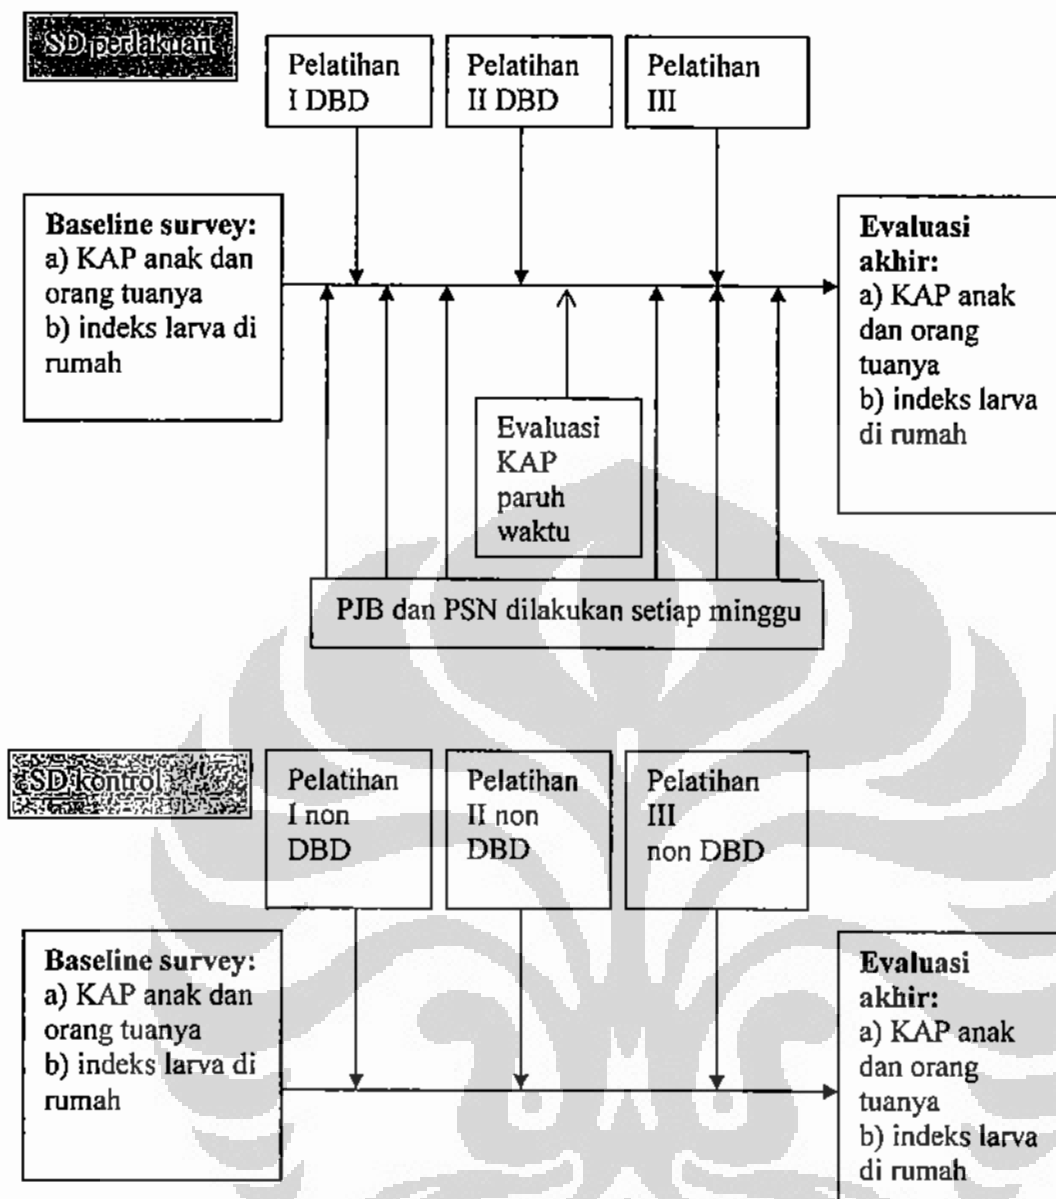 SD perlakuan
Pelatihan
I DBD
Pelatihan
II DBD
Pelatihan
III
Baseline survey:
a) KAP anak dan
orang tuanya
b) indeks larva di
rumah
Evaluasi
akhir:
a) KAP anak
dan orang
tuanya
b) indeks larva
di rumah
Evaluasi
KAP
paruh
waktu
PJB dan PSN dilakukan setiap minggu
SD kontrol
Pelatihan
I non
DBD
Pelatihan
II non
DBD
Pelatihan
III
non DBD
Baseline survey:
a) KAP anak dan
orang tuanya
b) indeks larva di
rumah
Evaluasi
akhir:
a) KAP anak
dan orang
tuanya
b) indeks larva
di rumah